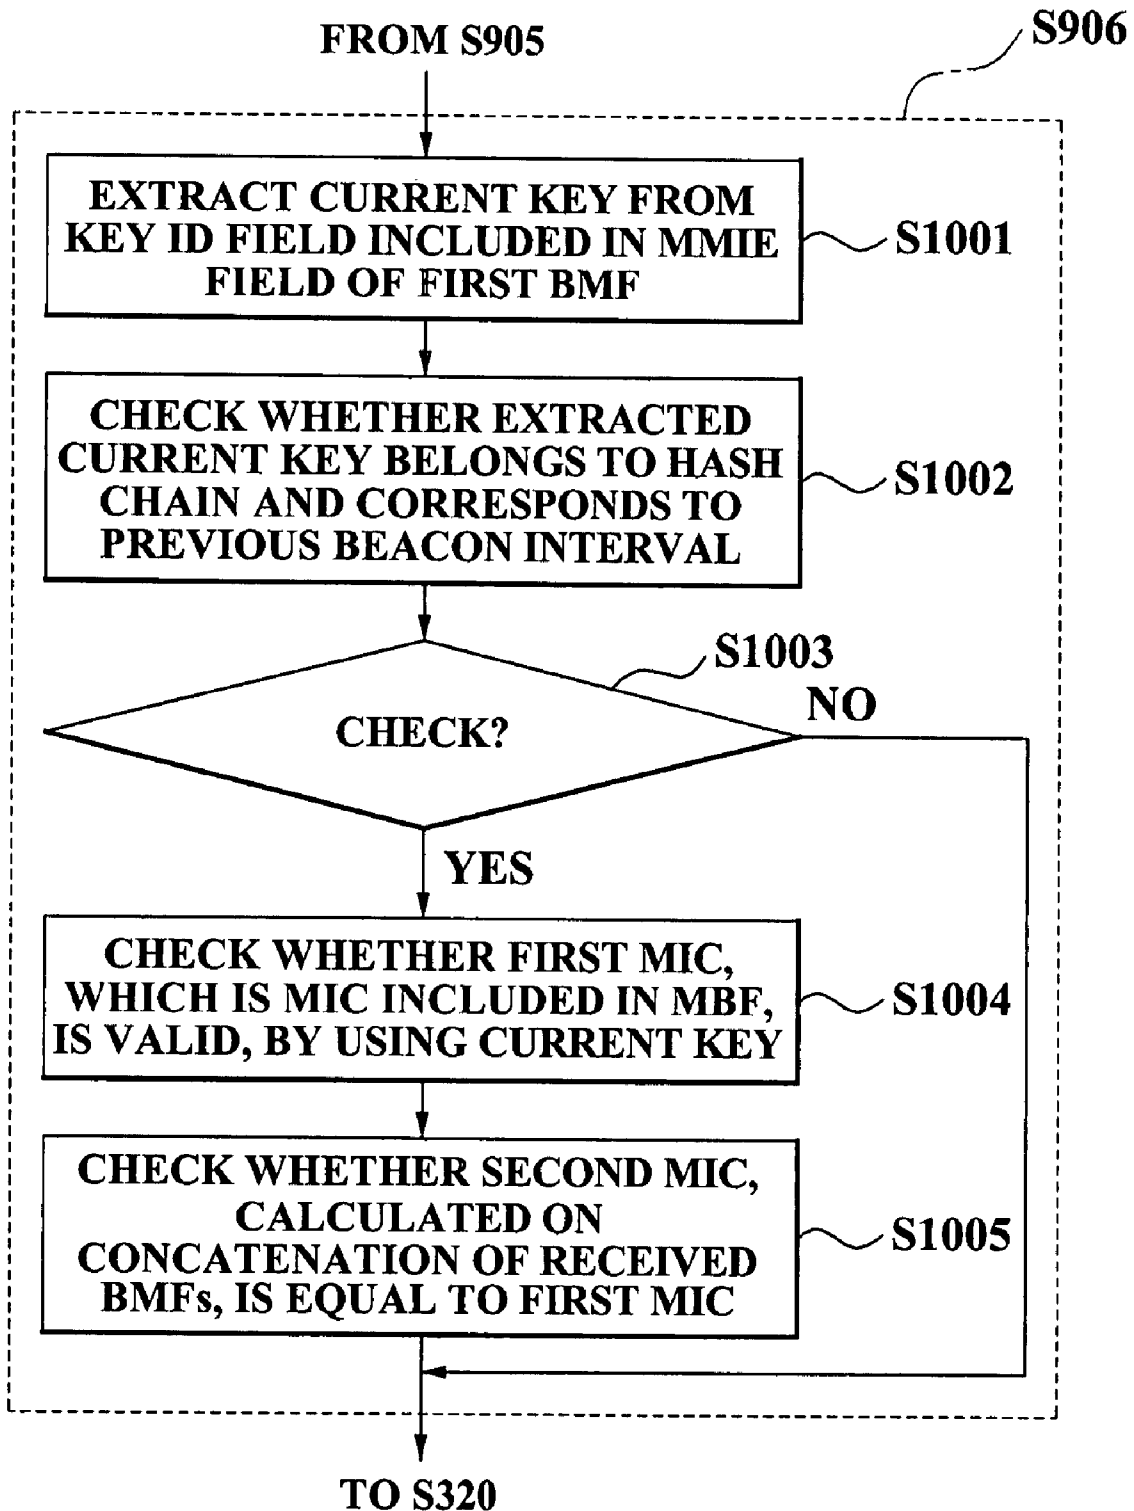 FROM S905
S906
EXTRACT CURRENT KEY FROM
KEY ID FIELD INCLUDED IN MMIE
FIELD OF FIRST BMF
S1001
CHECK WHETHER EXTRACTED
CURRENT KEY BELONGS TO HASH
CHAIN AND CORRESPONDS TO
PREVIOUS BEACON INTERVAL
S1002
S1003
CHECK?
NO
YES
CHECK WHETHER FIRST MIC,
WHICH IS MIC INCLUDED IN MBF,
IS VALID, BY USING CURRENT KEY
S1004
CHECK WHETHER SECOND MIC,
CALCULATED ON
CONCATENATION OF RECEIVED
BMFs, IS EQUAL TO FIRST MIC
S1005
TO S320